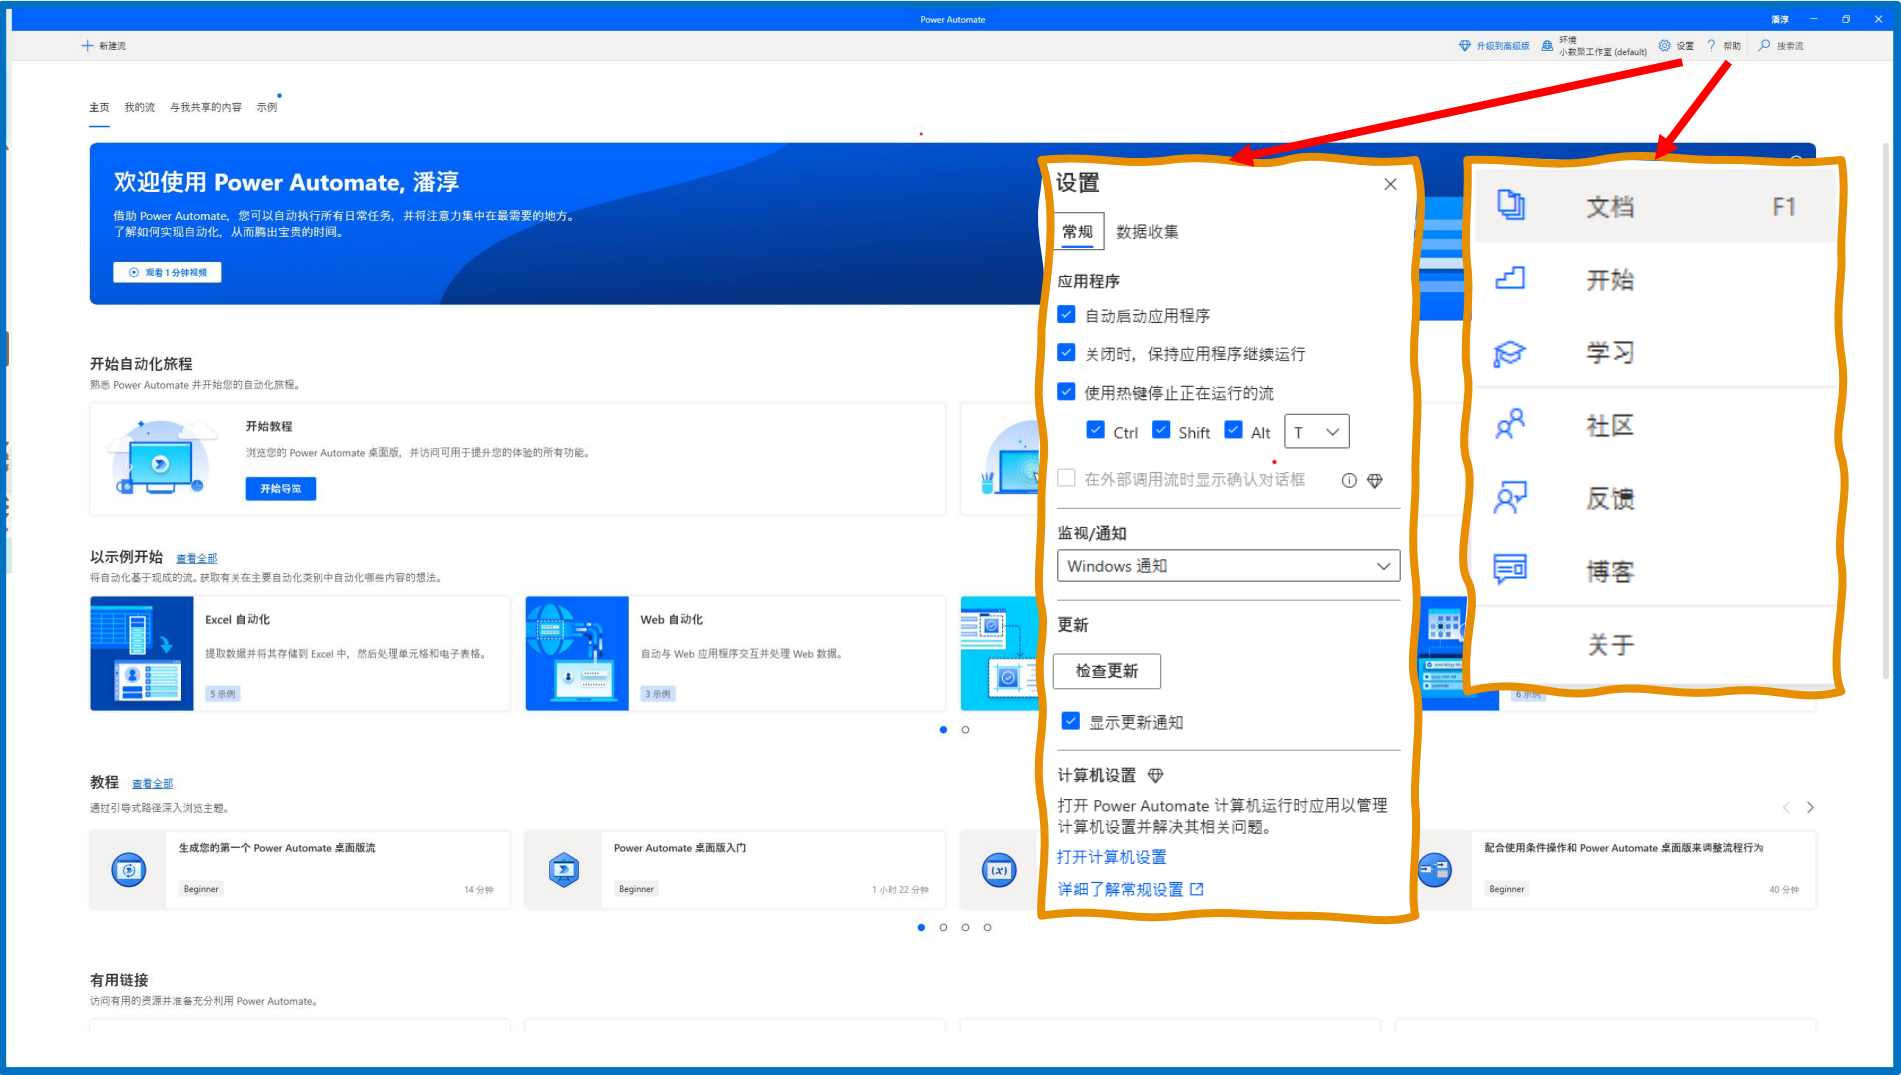 Power Automate
潘淳
新建流
升级到高级版
环境
小数聚工作室 (default)
设置
帮助
搜索流
主页
我的流
与我共享的内容
示例
欢迎使用 Power Automate, 潘淳
借助 Power Automate，您可以自动执行所有日常任务，并将注意力集中在最需要的地方。
了解如何实现自动化，从而腾出宝贵的时间。
观看 1 分钟视频
开始自动化旅程
熟悉 Power Automate 并开始您的自动化旅程。
开始教程
浏览您的 Power Automate 桌面版，并访问可用于提升您的体验的所有功能。
开始导览
以示例开始 查看全部
将自动化基于现成的流。获取有关在主要自动化类别中自动化哪些内容的想法。
Excel 自动化
提取数据并将其存储到 Excel 中，然后处理单元格和电子表格。
5 示例
Web 自动化
自动与 Web 应用程序交互并处理 Web 数据。
3 示例
6 示例
教程 查看全部
通过引导式路径深入浏览主题。
生成您的第一个 Power Automate 桌面版流
Beginner
14 分钟
Power Automate 桌面版入门
Beginner
1 小时 22 分钟
(x)
配合使用条件操作和 Power Automate 桌面版来调整流程行为
Beginner
40 分钟
有用链接
访问有用的资源并准备充分利用 Power Automate。
设置
常规
数据收集
应用程序
自动启动应用程序
关闭时，保持应用程序继续运行
使用热键停止正在运行的流
Ctrl Shift Alt T
在外部调用流时显示确认对话框
监视/通知
Windows 通知
更新
检查更新
显示更新通知
计算机设置
打开 Power Automate 计算机运行时应用以管理
计算机设置并解决其相关问题。
打开计算机设置
详细了解常规设置
文档 F1
开始
学习
社区
反馈
博客
关于